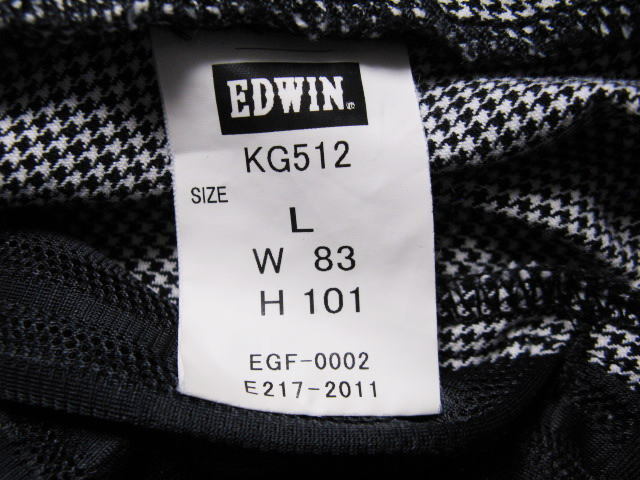 EDWIN®
KG512
SIZE
L
W 83
H 101
EGF-0002
E217-2011